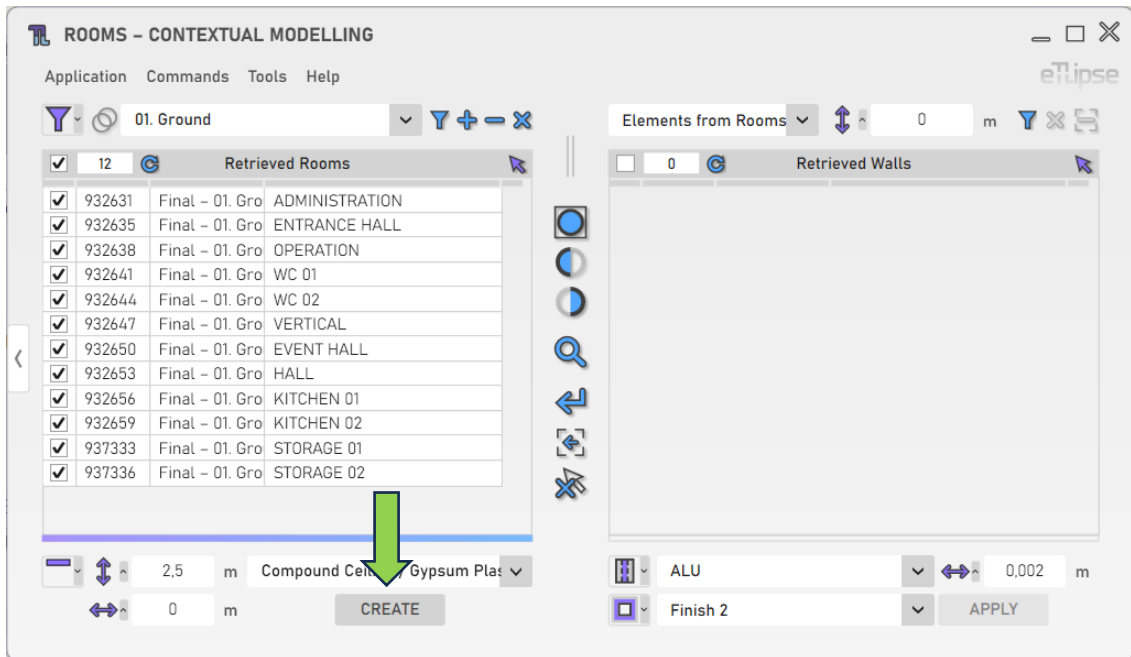 ROOMS – CONTEXTUAL MODELLING
Application Commands Tools Help
eTLipse
01. Ground
Elements from Rooms 0 m
12 Retrieved Rooms
0 Retrieved Walls
932631 Final – 01. Gro ADMINISTRATION
932635 Final – 01. Gro ENTRANCE HALL
932638 Final – 01. Gro OPERATION
932641 Final – 01. Gro WC 01
932644 Final – 01. Gro WC 02
932647 Final – 01. Gro VERTICAL
932650 Final – 01. Gro EVENT HALL
932653 Final – 01. Gro HALL
932656 Final – 01. Gro KITCHEN 01
932659 Final – 01. Gro KITCHEN 02
937333 Final – 01. Gro STORAGE 01
937336 Final – 01. Gro STORAGE 02
2,5 m Compound Gypsum Plas
ALU 0,002 m
0 m CREATE
Finish 2 APPLY